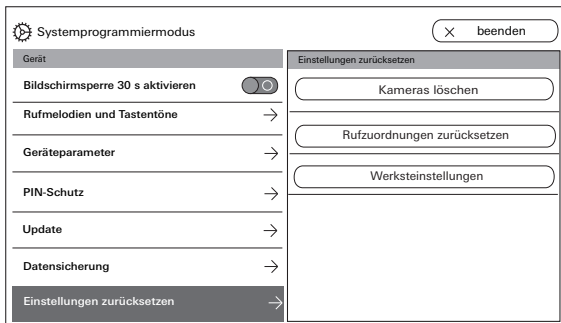 Systemprogrammiermodus
beenden
Gerät
Bildschirmsperre 30 s aktivieren
Rufmelodien und Tastentöne
Geräteparameter
PIN-Schutz
Update
Datensicherung
Einstellungen zurücksetzen
Einstellungen zurücksetzen
Kameras löschen
Rufzuordnungen zurücksetzen
Werksteinstellungen